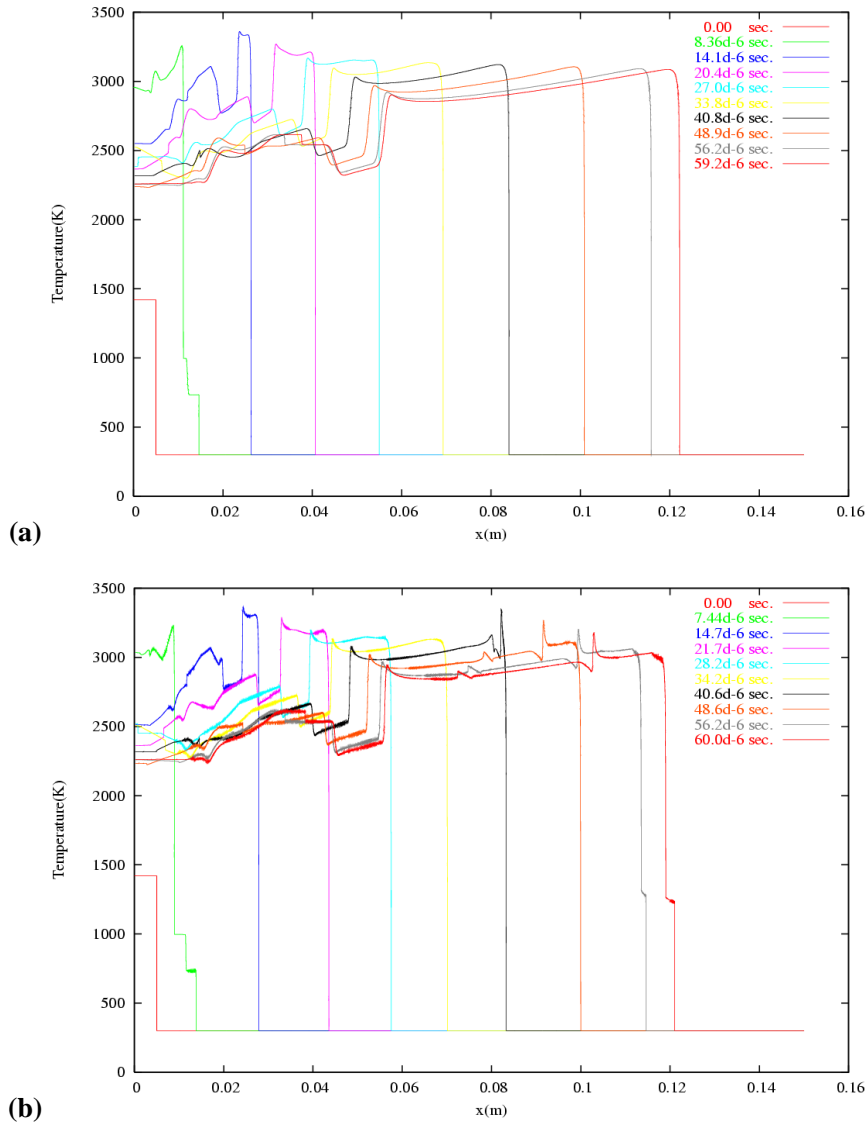 3500
3000
2500
2000
1500
1000
500
0
Temperature(K)
0.00 sec.
8.36d-6 sec.
14.1d-6 sec.
20.4d-6 sec.
27.0d-6 sec.
33.8d-6 sec.
40.8d-6 sec.
48.9d-6 sec.
56.2d-6 sec.
59.2d-6 sec.
0 0.02 0.04 0.06 0.08 0.1 0.12 0.14 0.16
x(m)
(a)
3500
3000
2500
2000
1500
1000
500
0
Temperature(K)
0.00 sec.
7.44d-6 sec.
14.7d-6 sec.
21.7d-6 sec.
28.2d-6 sec.
34.2d-6 sec.
40.6d-6 sec.
48.6d-6 sec.
56.2d-6 sec.
60.0d-6 sec.
0 0.02 0.04 0.06 0.08 0.1 0.12 0.14 0.16
x(m)
(b)